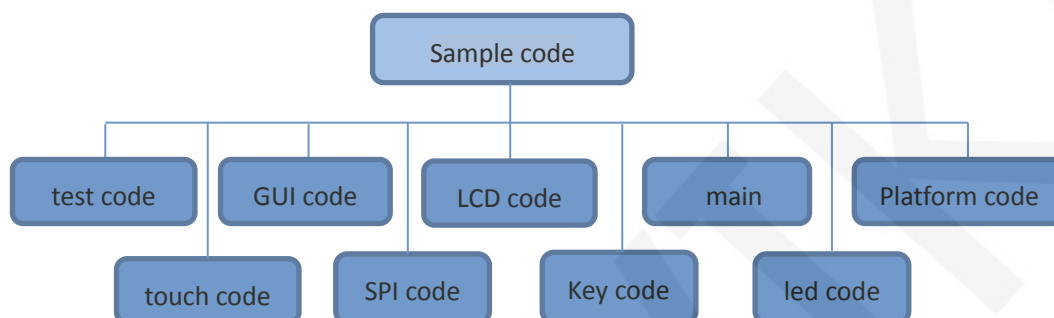 Sample code
test code
GUI code
LCD code
main
Platform code
touch code
SPI code
Key code
led code